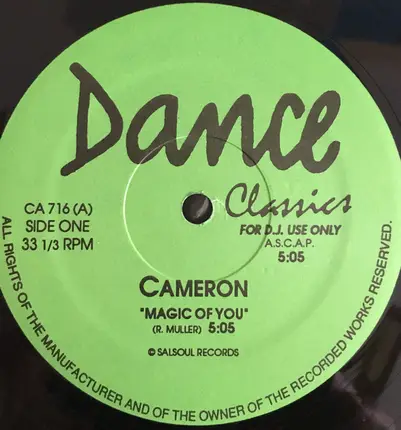 Dance
Classics
CA 716 (A)
SIDE ONE
33 1/3 RPM
FOR D.J. USE ONLY
A.S.C.A.P.
5:05
CAMERON
"MAGIC OF YOU"
(R. MULLER) 5:05
© SALSOUL RECORDS
ALL RIGHTS OF THE MANUFACTURER AND OF THE OWNER OF THE RECORDED WORKS RESERVED.